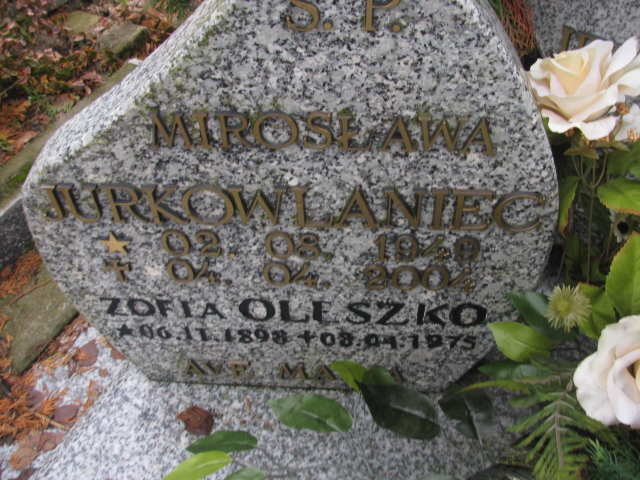 Ś. P.
MIROSŁAWA
JURKOWLANIEC
02. 08. 1949
04. 04. 2004
ZOFIA OLESZKO
06.11.1898 + 08.04.1975
AVE MARIA